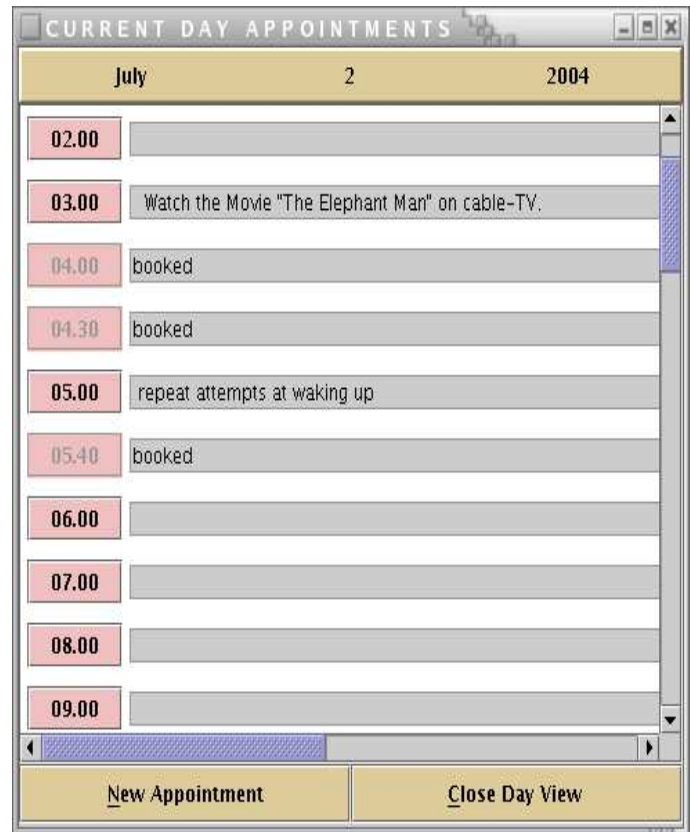 CURRENT DAY APPOINTMENTS
July 2 2004
02.00
03.00 Watch the Movie "The Elephant Man" on cable-TV.
04.00 booked
04.30 booked
05.00 repeat attempts at waking up
05.40 booked
06.00
07.00
08.00
09.00
New Appointment Close Day View